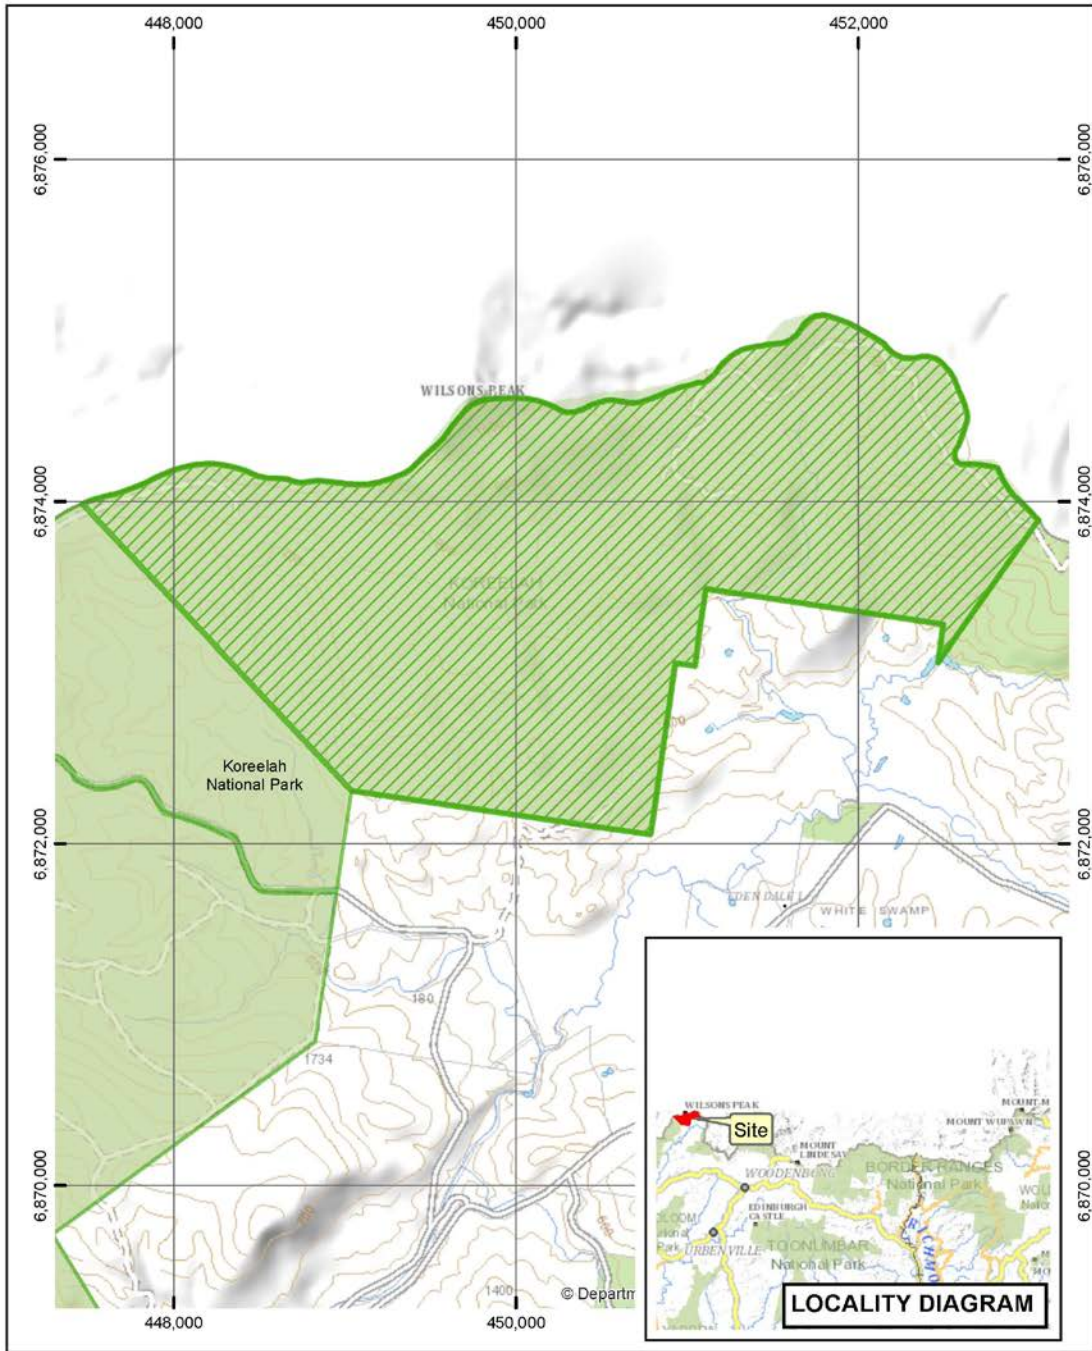 448,000
450,000
452,000
6,876,000
6,876,000
WILSONS PEAK
6,874,000
6,874,000
KOREELAH
National Park
Koreelah
National Park
6,872,000
6,872,000
EDEN DALE
WHITE SWAMP
180
1734
6,870,000
6,870,000
1400
600
© Departm
448,000
450,000
WILSONS PEAK
Site
MOUNT M
MOUNT
MOUNT
LINDESAY
WOODENBONG
BORDER RANGES
National Park
EDINBURGH
CASTLE
URBENVILLE
TOONUMBAR
National Park
RICHMO
LOCALITY DIAGRAM